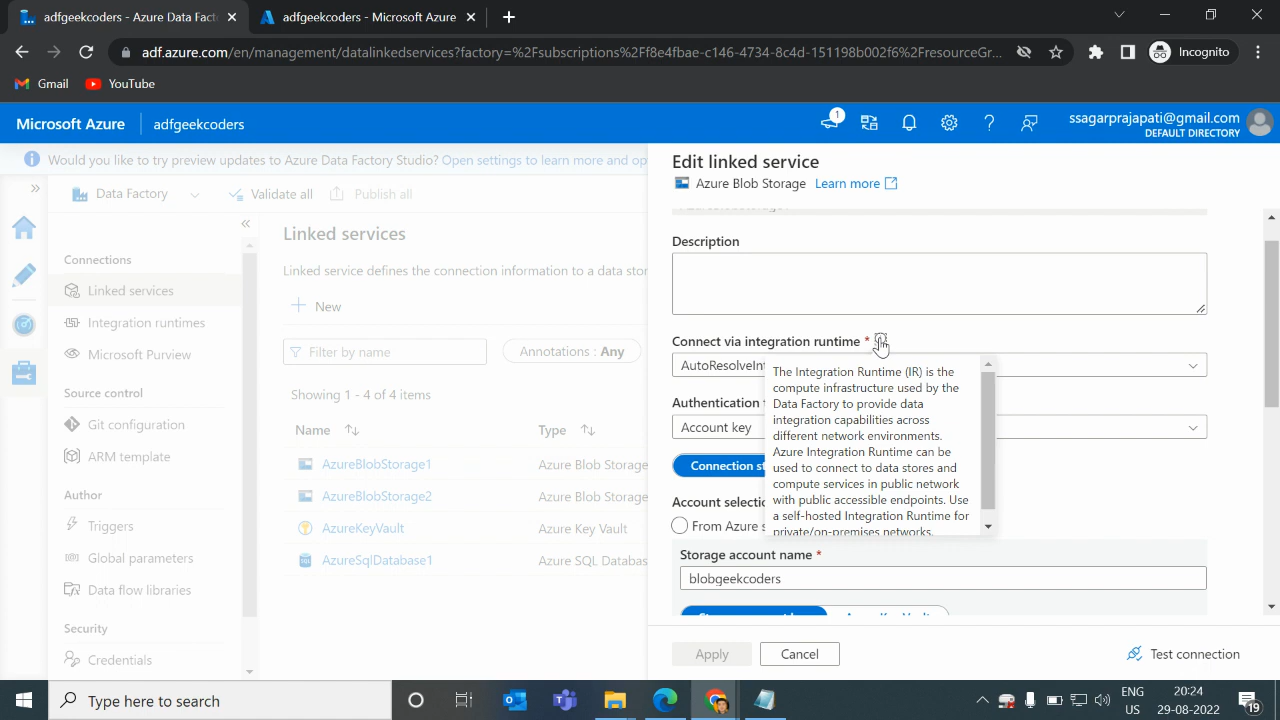 adfgeekcoders - Azure Data Fact
adfgeekcoders - Microsoft Azure
adf.azure.com/en/management/datalinkedservices?factory=%2Fsubscriptions%2Ff8e4fbae-c146-4734-8c4d-151198b002f6%2FresourceGr...
Incognito
Gmail
YouTube
Microsoft Azure
adfgeekcoders
1
ssagarprajapati@gmail.com
DEFAULT DIRECTORY
Would you like to try preview updates to Azure Data Factory Studio? Open settings to learn more and op
Data Factory
Validate all
Publish all
Connections
Linked services
Integration runtimes
Microsoft Purview
Source control
Git configuration
ARM template
Author
Triggers
Global parameters
Data flow libraries
Security
Credentials
Linked services
Linked service defines the connection information to a data stor
New
Filter by name
Annotations : Any
Showing 1 - 4 of 4 items
Name
Type
AzureBlobStorage1
Azure Blob Storage
AzureBlobStorage2
Azure Blob Storage
AzureKeyVault
Azure Key Vault
AzureSqlDatabase1
Azure SQL Databas
Edit linked service
Azure Blob Storage
Learn more
Description
Connect via integration runtime *
AutoResolveInt
The Integration Runtime (IR) is the
compute infrastructure used by the
Data Factory to provide data
integration capabilities across
different network environments.
Azure Integration Runtime can be
used to connect to data stores and
compute services in public network
with public accessible endpoints. Use
a self-hosted Integration Runtime for
private/on-premises networks.
Authentication t
Account key
Connection st
Account selectio
From Azure s
Storage account name *
blobgeekcoders
Apply
Cancel
Test connection
Type here to search
ENG
US
20:24
29-08-2022
19